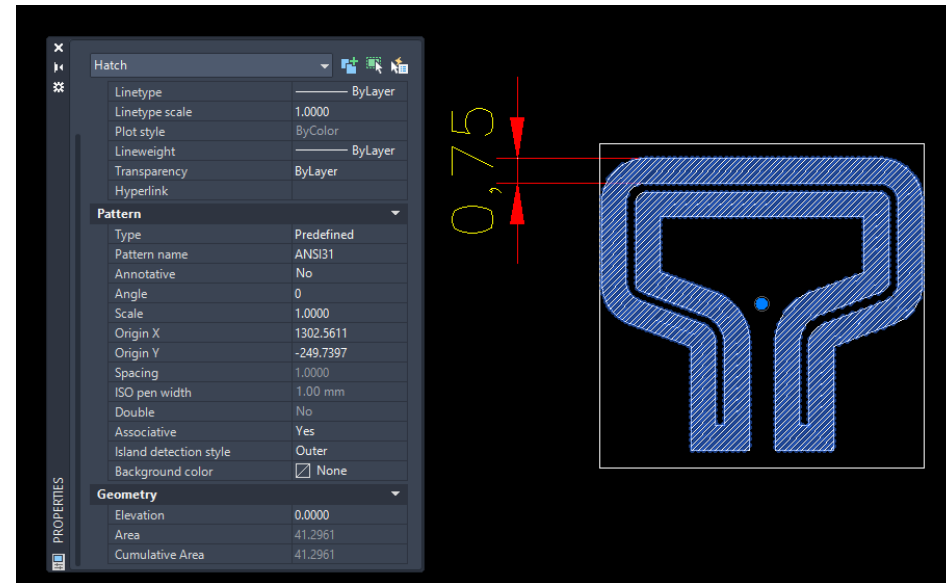 Hatch
Linetype ByLayer
Linetype scale 1.0000
Plot style ByColor
Lineweight ByLayer
Transparency ByLayer
Hyperlink
Pattern
Type Predefined
Pattern name ANSI31
Annotative No
Angle 0
Scale 1.0000
Origin X 1302.5611
Origin Y -249.7397
Spacing 1.0000
ISO pen width 1.00 mm
Double No
Associative Yes
Island detection style Outer
Background color None
Geometry
Elevation 0.0000
Area 41.2961
Cumulative Area 41.2961
PROPERTIES
0,75